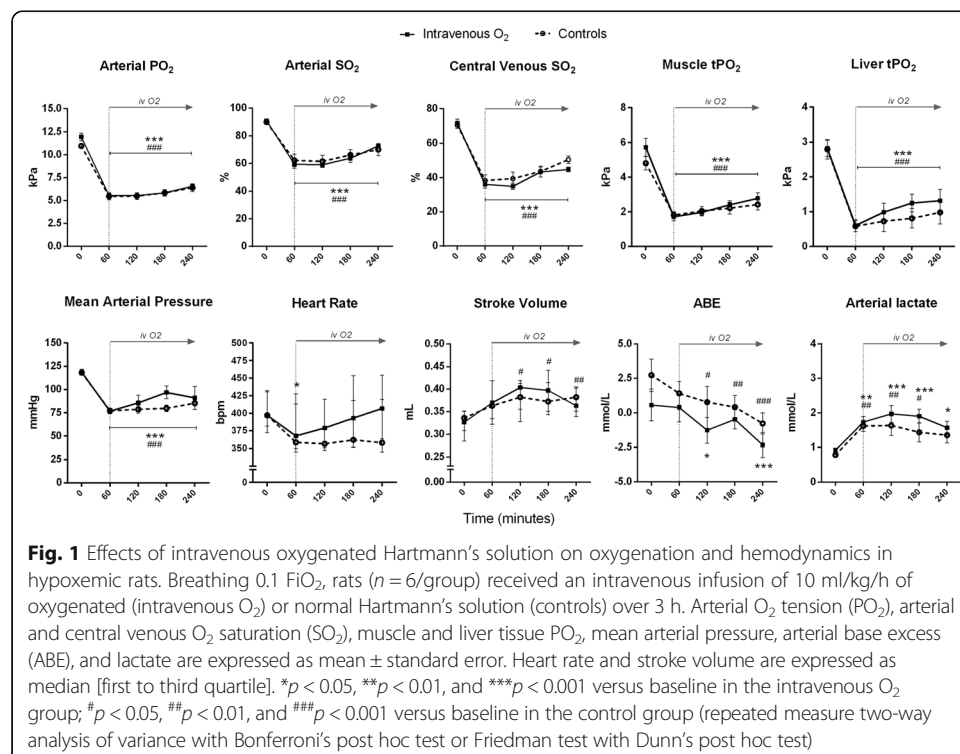 Intravenous O2 Controls
Arterial PO2 Arterial SO2 Central Venous SO2 Muscle tPO2 Liver tPO2
iv O2 iv O2 iv O2 iv O2 iv O2
kPa
15.0
12.5
10.0
7.5
5.0
2.5
0.0
***
###
0 60 120 180 240
%
100
80
60
40
20
0
***
###
0 60 120 180 240
%
80
60
40
20
0
***
###
0 60 120 180 240
kPa
6
4
2
0
***
###
0 60 120 180 240
kPa
4
3
2
1
0
***
###
0 60 120 180 240
Mean Arterial Pressure Heart Rate Stroke Volume ABE Arterial lactate
iv O2 iv O2 iv O2 iv O2 iv O2
mmHg
150
125
100
75
50
25
0
***
###
0 60 120 180 240
bpm
450
425
400
375
350
0
*
0 60 120 180 240
mL
0.50
0.45
0.40
0.35
0.30
0.00
# # ##
0 60 120 180 240
mmol/L
5.0
2.5
0.0
-2.5
-5.0
# ## ###
* ***
0 60 120 180 240
mmol/L
4
3
2
1
0
** *** *** *
## ## #
0 60 120 180 240
Time (minutes)
Fig. 1 Effects of intravenous oxygenated Hartmann’s solution on oxygenation and hemodynamics in
hypoxemic rats. Breathing 0.1 FiO2, rats (n = 6/group) received an intravenous infusion of 10 ml/kg/h of
oxygenated (intravenous O2) or normal Hartmann’s solution (controls) over 3 h. Arterial O2 tension (PO2), arterial
and central venous O2 saturation (SO2), muscle and liver tissue PO2, mean arterial pressure, arterial base excess
(ABE), and lactate are expressed as mean ± standard error. Heart rate and stroke volume are expressed as
median [first to third quartile]. *p < 0.05, **p < 0.01, and ***p < 0.001 versus baseline in the intravenous O2
group; #p < 0.05, ##p < 0.01, and ###p < 0.001 versus baseline in the control group (repeated measure two-way
analysis of variance with Bonferroni’s post hoc test or Friedman test with Dunn’s post hoc test)